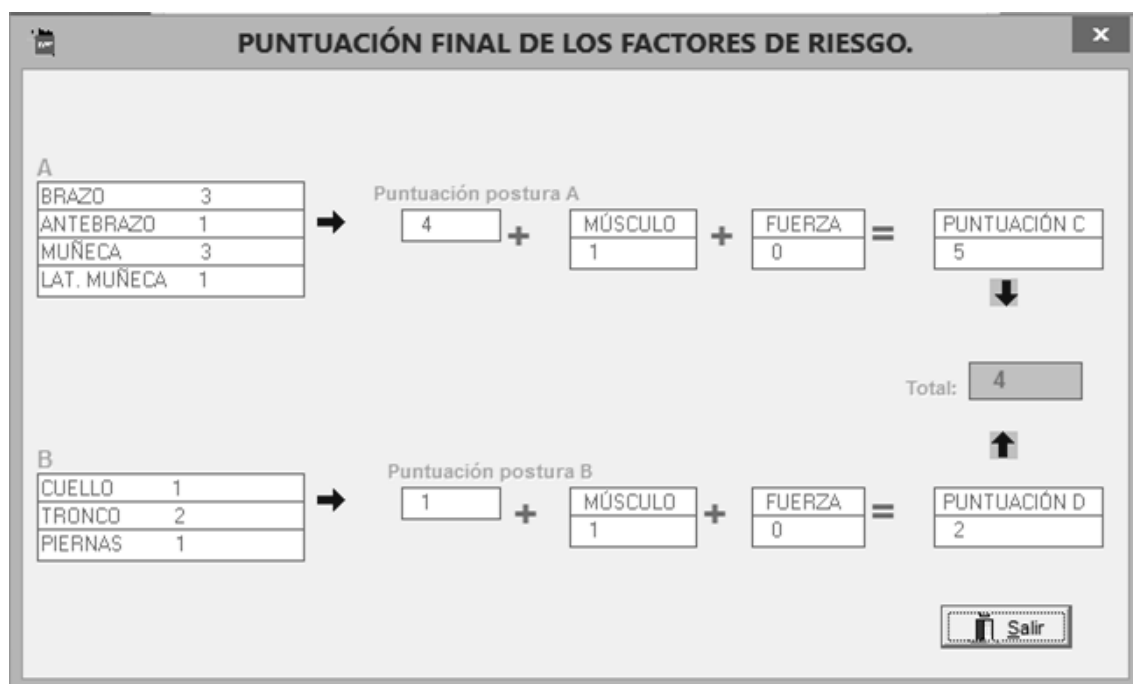 PUNTUACIÓN FINAL DE LOS FACTORES DE RIESGO.
A
BRAZO 3
ANTEBRAZO 1
MUÑECA 3
LAT. MUÑECA 1
Puntuación postura A
4 +
MÚSCULO
1
+
FUERZA
0
=
PUNTUACIÓN C
5
Total: 4
B
CUELLO 1
TRONCO 2
PIERNAS 1
Puntuación postura B
1 +
MÚSCULO
1
+
FUERZA
0
=
PUNTUACIÓN D
2
Salir